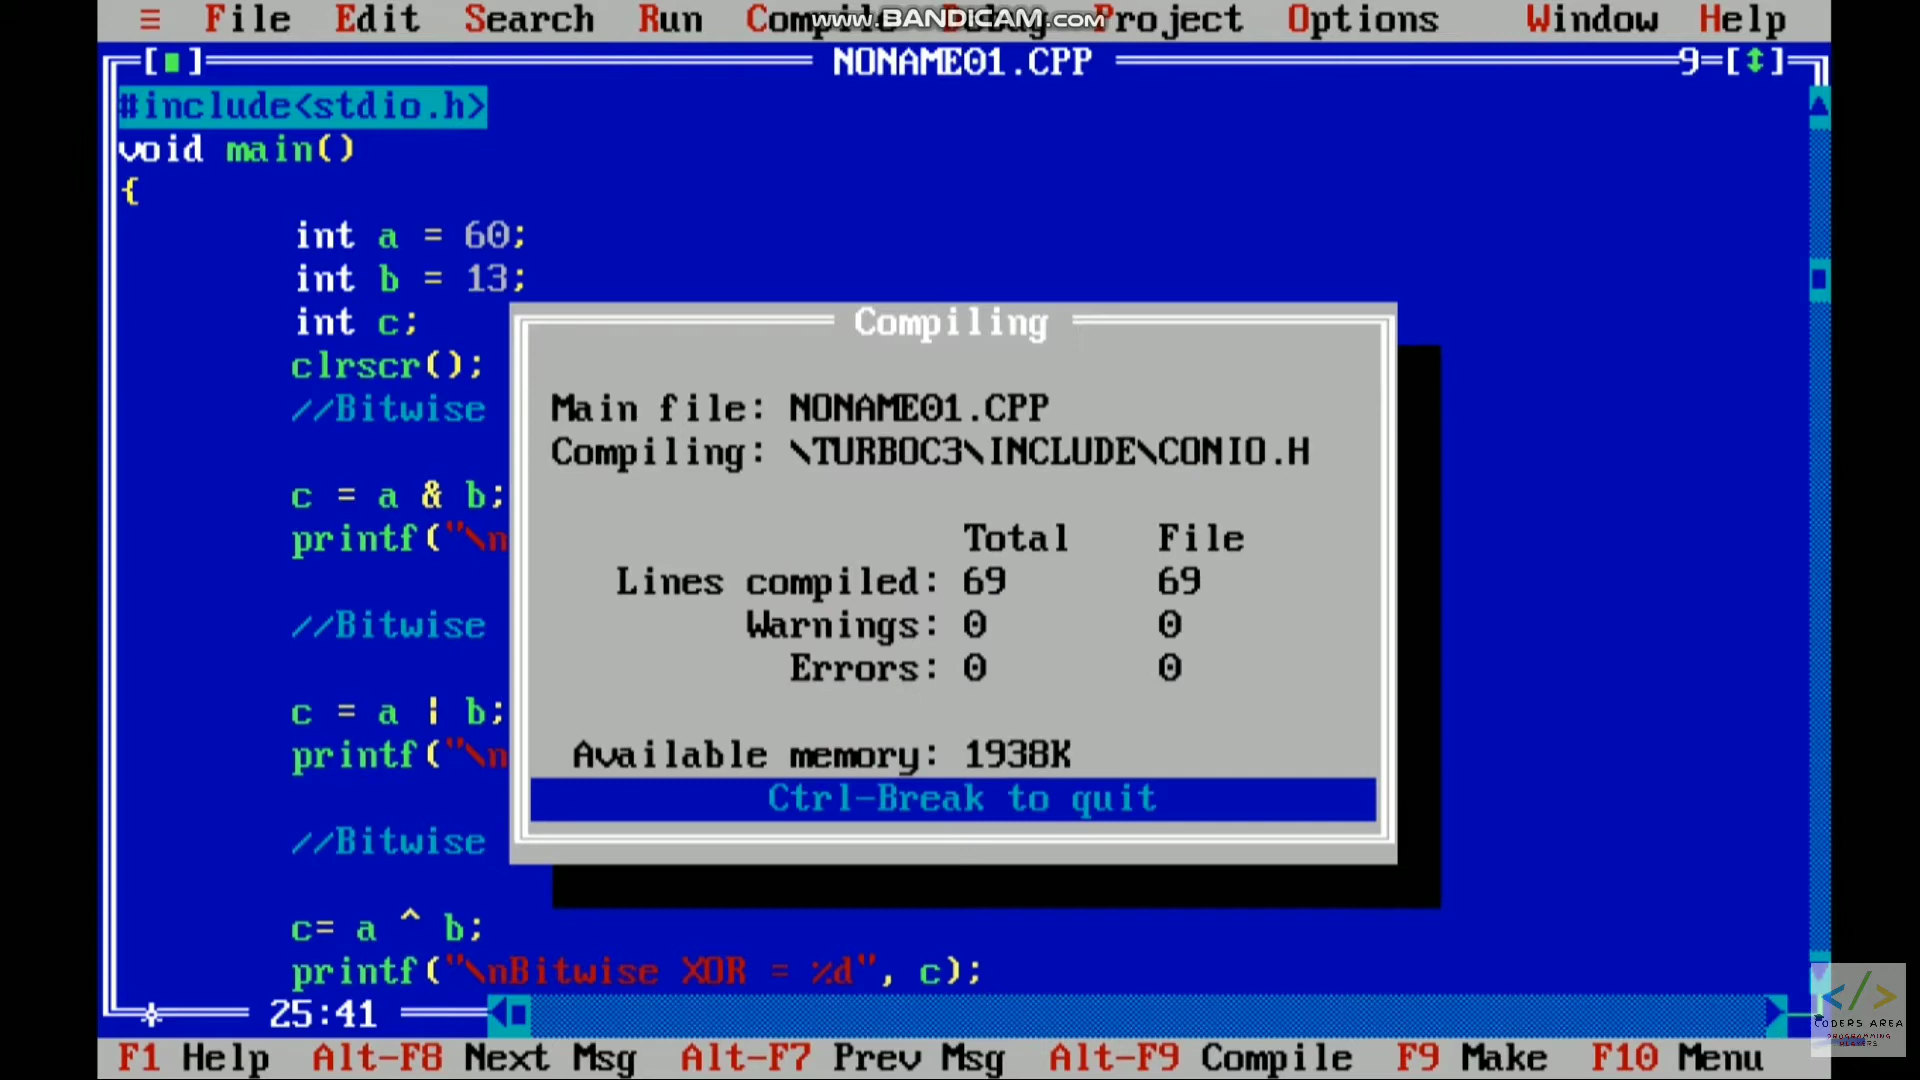 ≡ File Edit Search Run Compile Debug Project Options Window Help
www.BANDICAM.com
[■] NONAME01.CPP 9=[↕]
#include<stdio.h>
void main()
{
int a = 60;
int b = 13;
int c;
clrscr();
//Bitwise
c = a & b;
printf("\n
//Bitwise
c = a | b;
printf("\n
//Bitwise
c= a ^ b;
printf("\nBitwise XOR = %d", c);
Compiling
Main file: NONAME01.CPP
Compiling: \TURBOC3\INCLUDE\CONIO.H
Total File
Lines compiled: 69 69
Warnings: 0 0
Errors: 0 0
Available memory: 1938K
Ctrl-Break to quit
25:41
</>
CODERS AREA
F1 Help Alt-F8 Next Msg Alt-F7 Prev Msg Alt-F9 Compile F9 Make F10 Menu